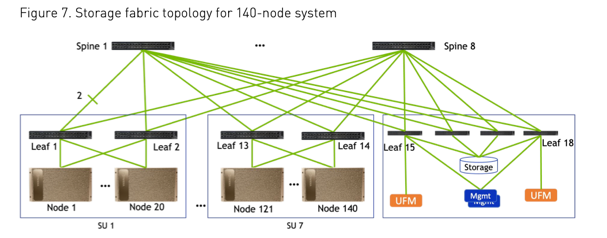 Figure 7. Storage fabric topology for 140-node system
Spine 1
...
Spine 8
2
Leaf 1
Leaf 2
Leaf 13
Leaf 14
Leaf 15
Leaf 18
Storage
...
...
Node 1
Node 20
...
Node 121
Node 140
UFM
Mgmt
Mgmt
UFM
SU 1
SU 7